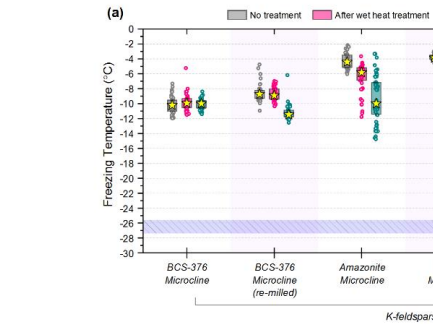 (a)
No treatment
After wet heat treatment
Freezing Temperature (°C)
0
-2
-4
-6
-8
-10
-12
-14
-16
-18
-20
-22
-24
-26
-28
-30
BCS-376
Microcline
BCS-376
Microcline
(re-milled)
Amazonite
Microcline
K-feldspars